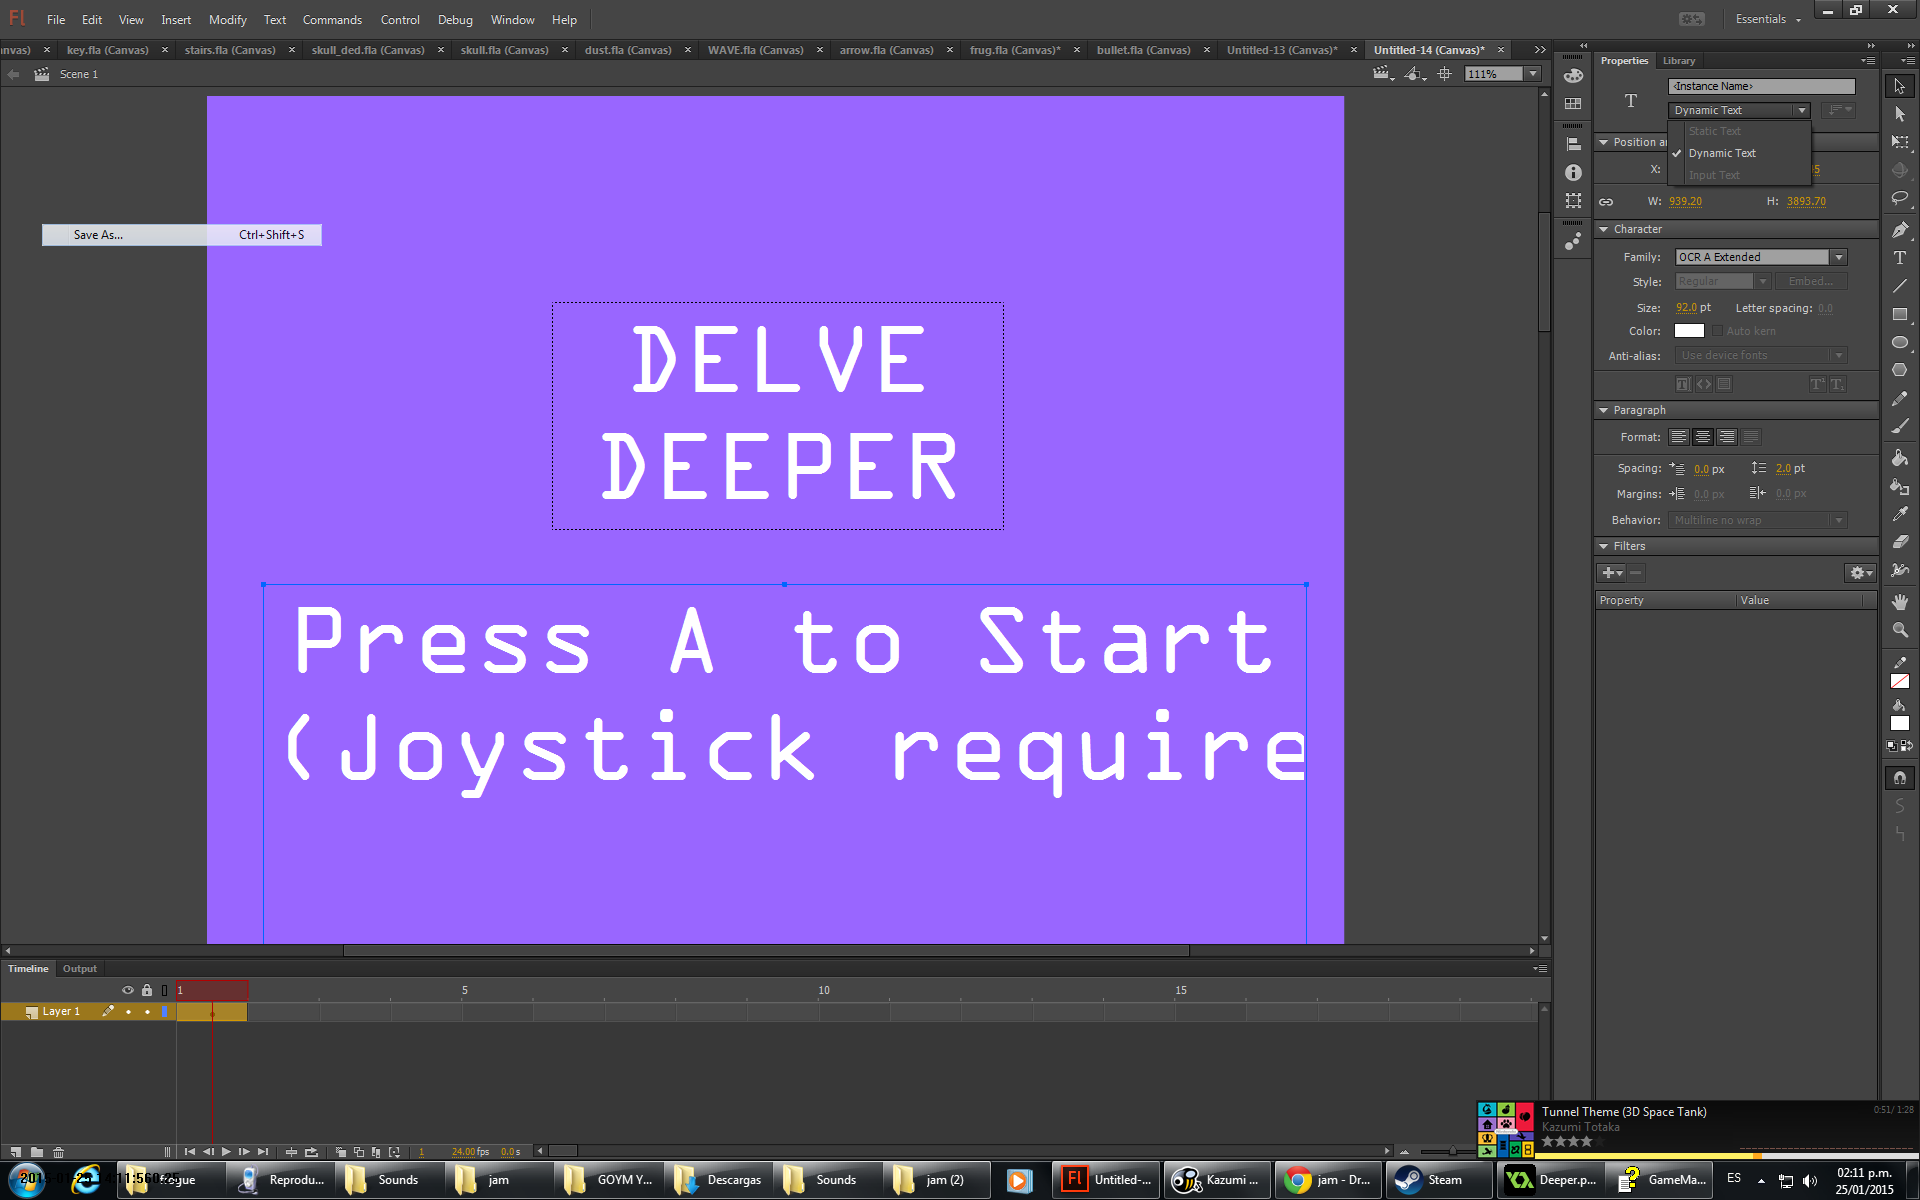 Fl File Edit View Insert Modify Text Commands Control Debug Window Help Essentials
nvas) key.fla (Canvas) stairs.fla (Canvas) skull_ded.fla (Canvas) skull.fla (Canvas) dust.fla (Canvas) WAVE.fla (Canvas) arrow.fla (Canvas) frug.fla (Canvas)* bullet.fla (Canvas) Untitled-13 (Canvas)* Untitled-14 (Canvas)*
Scene 1 111%
Save As... Ctrl+Shift+S
DELVE
DEEPER
Press A to Start
(Joystick require
Properties Library
<Instance Name>
Dynamic Text
Static Text
Dynamic Text
Input Text
Position a
X: 5
W: 939.20 H: 3893.70
Character
Family: OCR A Extended
Style: Regular Embed...
Size: 92.0 pt Letter spacing: 0.0
Color: Auto kern
Anti-alias: Use device fonts
Paragraph
Format:
Spacing: 0.0 px 2.0 pt
Margins: 0.0 px 0.0 px
Behavior: Multiline no wrap
Filters
Property Value
Timeline Output
1 5 10 15
Layer 1
1 24.00 fps 0.0 s
Tunnel Theme (3D Space Tank) 0:51/ 1:28
Kazumi Totaka
Reprodu... Sounds jam GOYM Y... Descargas Sounds jam (2) Untitled-... Kazumi ... jam - Dr... Steam Deeper.p... GameMa... ES
02:11 p.m.
25/01/2015